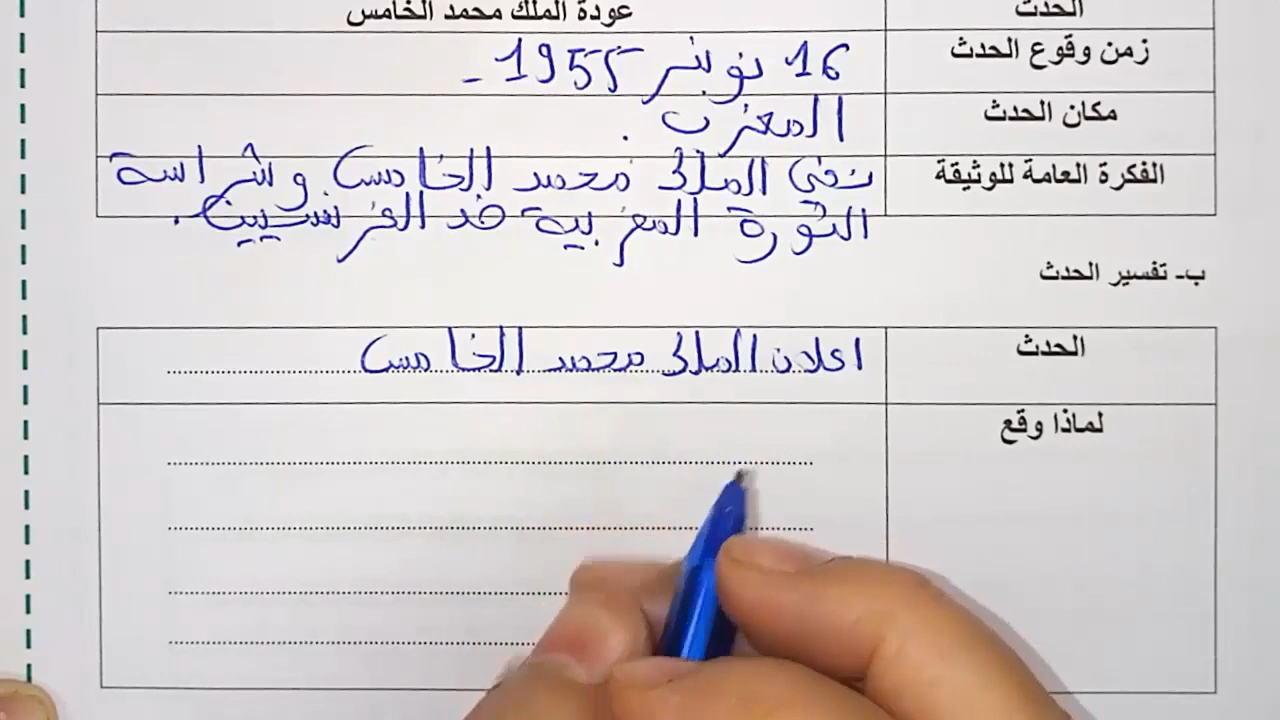 الحدث عودة الملك محمد الخامس
زمن وقوع الحدث 16 نونبر 1955 -
مكان الحدث المغرب .
الفكرة العامة للوثيقة نفي الملك محمد الخامس وشراسة
الثورة المغربية ضد الفرنسيين .
ب- تفسير الحدث
الحدث اعلان الملك محمد الخامس
لماذا وقع